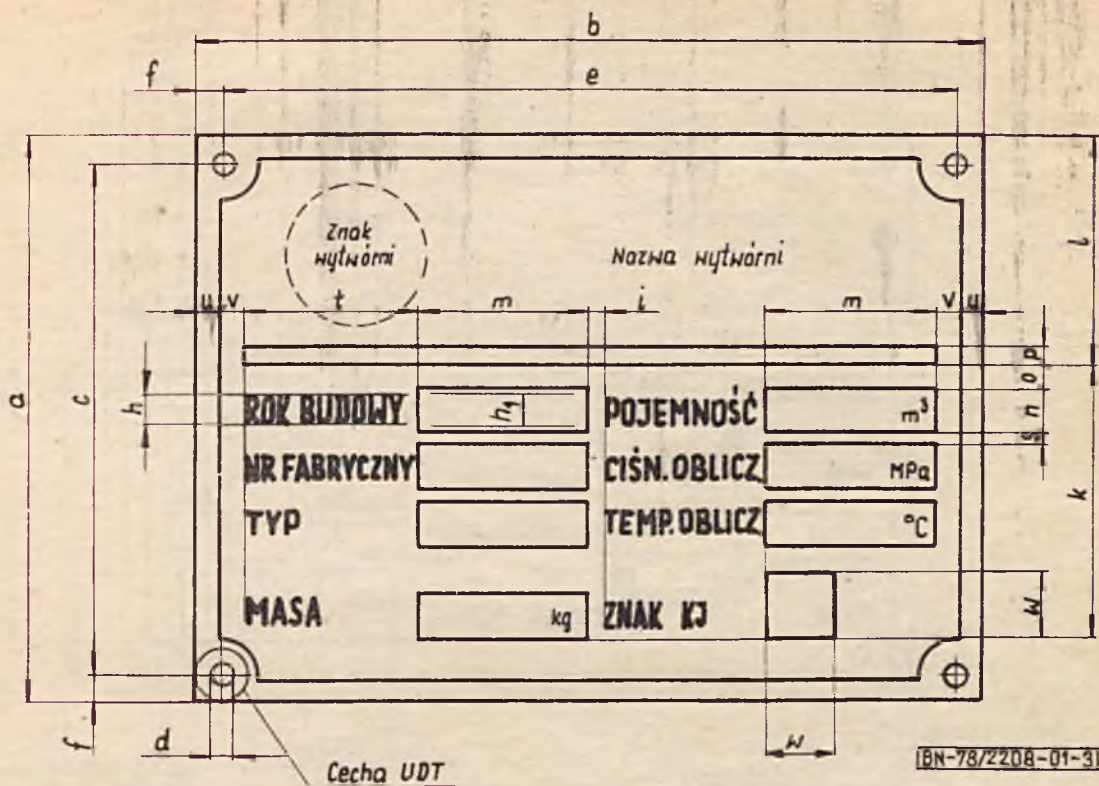 b
f e
Znak
wytwórni
Nazwa wytwórni
l
u v t m i m v u
a c
p
o
h ROK BUDOWY h₁ POJEMNOŚĆ m³ n
s
NR FABRYCZNY CIŚN. OBLICZ MPa
k
TYP TEMP. OBLICZ °C
MASA kg ZNAK KJ w
f d w
Cecha UDT
BN-78/2208-01-3